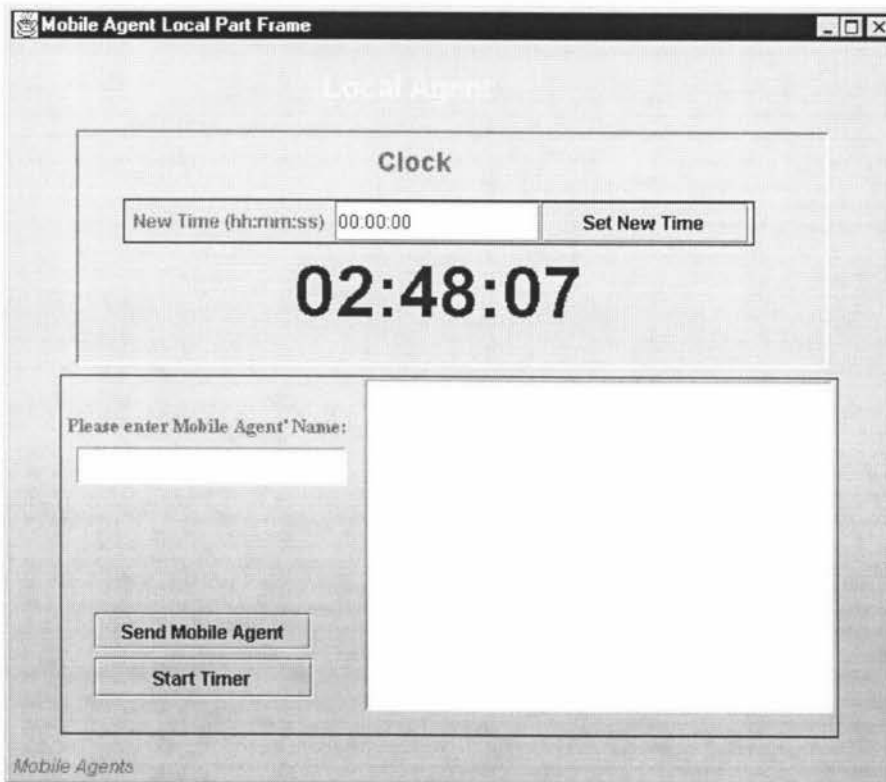 Mobile Agent Local Part Frame
Local Agent
Clock
New Time (hh:mm:ss) 00:00:00 Set New Time
02:48:07
Please enter Mobile Agent' Name:
Send Mobile Agent
Start Timer
Mobile Agents